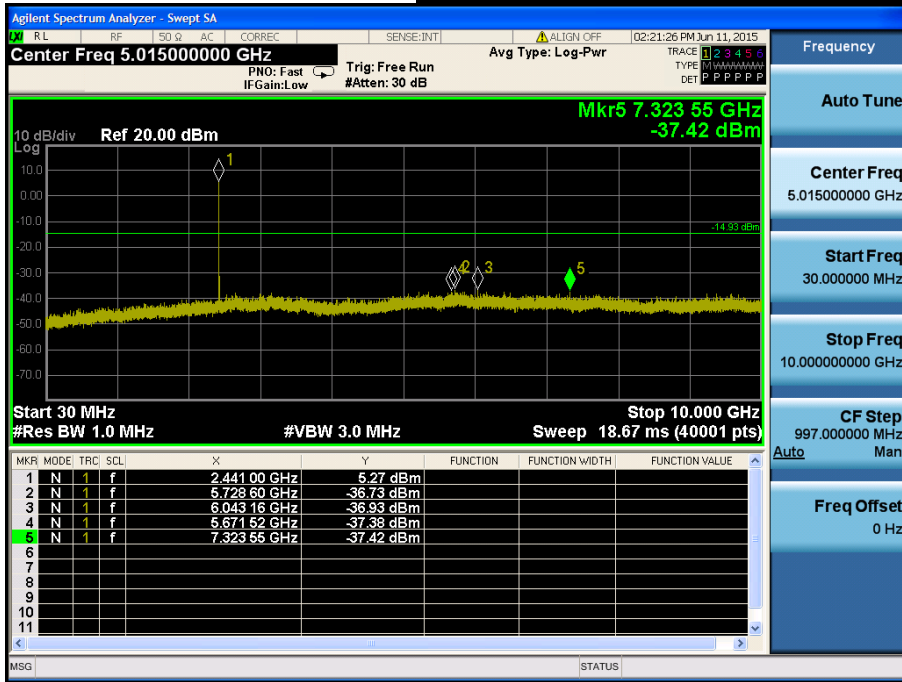 Agilent Spectrum Analyzer - Swept SA
LXI RL RF 50 Ω AC CORREC SENSE:INT ALIGN OFF 02:21:26 PM Jun 11, 2015
Center Freq 5.015000000 GHz
PNO: Fast
IFGain:Low
Trig: Free Run
#Atten: 30 dB
Avg Type: Log-Pwr
TRACE 1 2 3 4 5 6
TYPE M WWWWW
DET P P P P P P
Mkr5 7.323 55 GHz
-37.42 dBm
10 dB/div Ref 20.00 dBm
Log
10.0
0.00
-10.0
-20.0
-30.0
-40.0
-50.0
-60.0
-70.0
1
-14.93 dBm
4 2 3 5
Start 30 MHz Stop 10.000 GHz
#Res BW 1.0 MHz #VBW 3.0 MHz Sweep 18.67 ms (40001 pts)
MKR MODE TRC SCL X Y FUNCTION FUNCTION WIDTH FUNCTION VALUE
1 N 1 f 2.441 00 GHz 5.27 dBm
2 N 1 f 5.728 60 GHz -36.73 dBm
3 N 1 f 6.043 16 GHz -36.93 dBm
4 N 1 f 5.671 52 GHz -37.38 dBm
5 N 1 f 7.323 55 GHz -37.42 dBm
6
7
8
9
10
11
MSG STATUS
Frequency
Auto Tune
Center Freq
5.015000000 GHz
Start Freq
30.000000 MHz
Stop Freq
10.000000000 GHz
CF Step
997.000000 MHz
Auto Man
Freq Offset
0 Hz